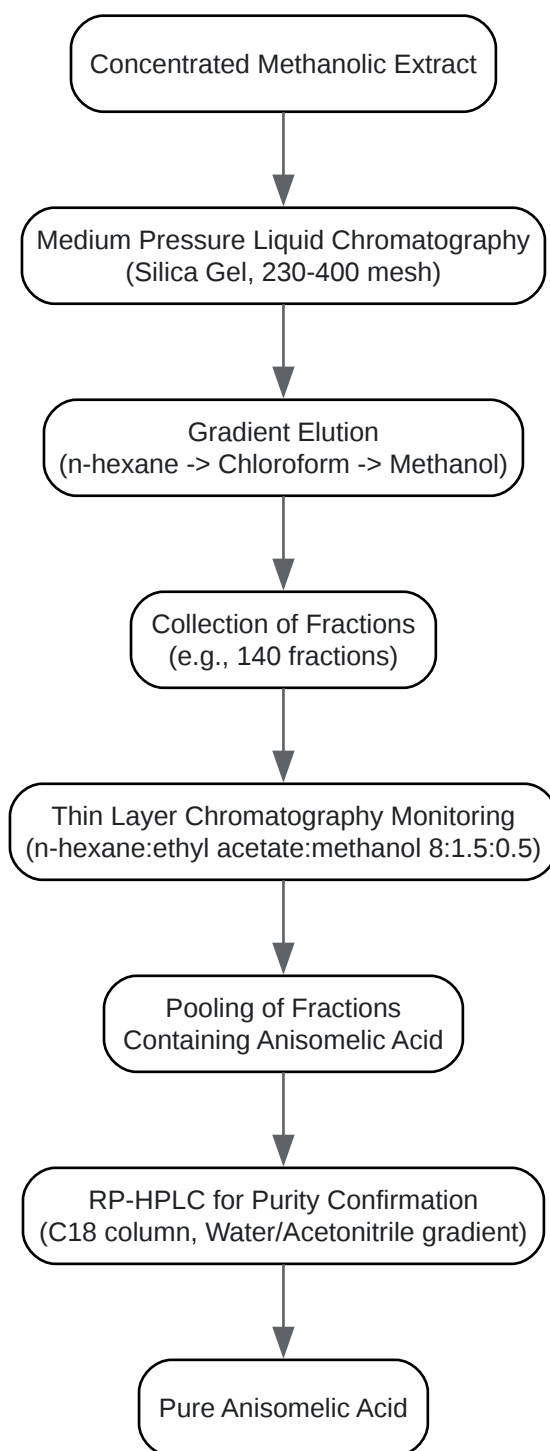 Concentrated Methanolic Extract
Medium Pressure Liquid Chromatography
(Silica Gel, 230-400 mesh)
Gradient Elution
(n-hexane -> Chloroform -> Methanol)
Collection of Fractions
(e.g., 140 fractions)
Thin Layer Chromatography Monitoring
(n-hexane:ethyl acetate:methanol 8:1.5:0.5)
Pooling of Fractions
Containing Anisomelic Acid
RP-HPLC for Purity Confirmation
(C18 column, Water/Acetonitrile gradient)
Pure Anisomelic Acid